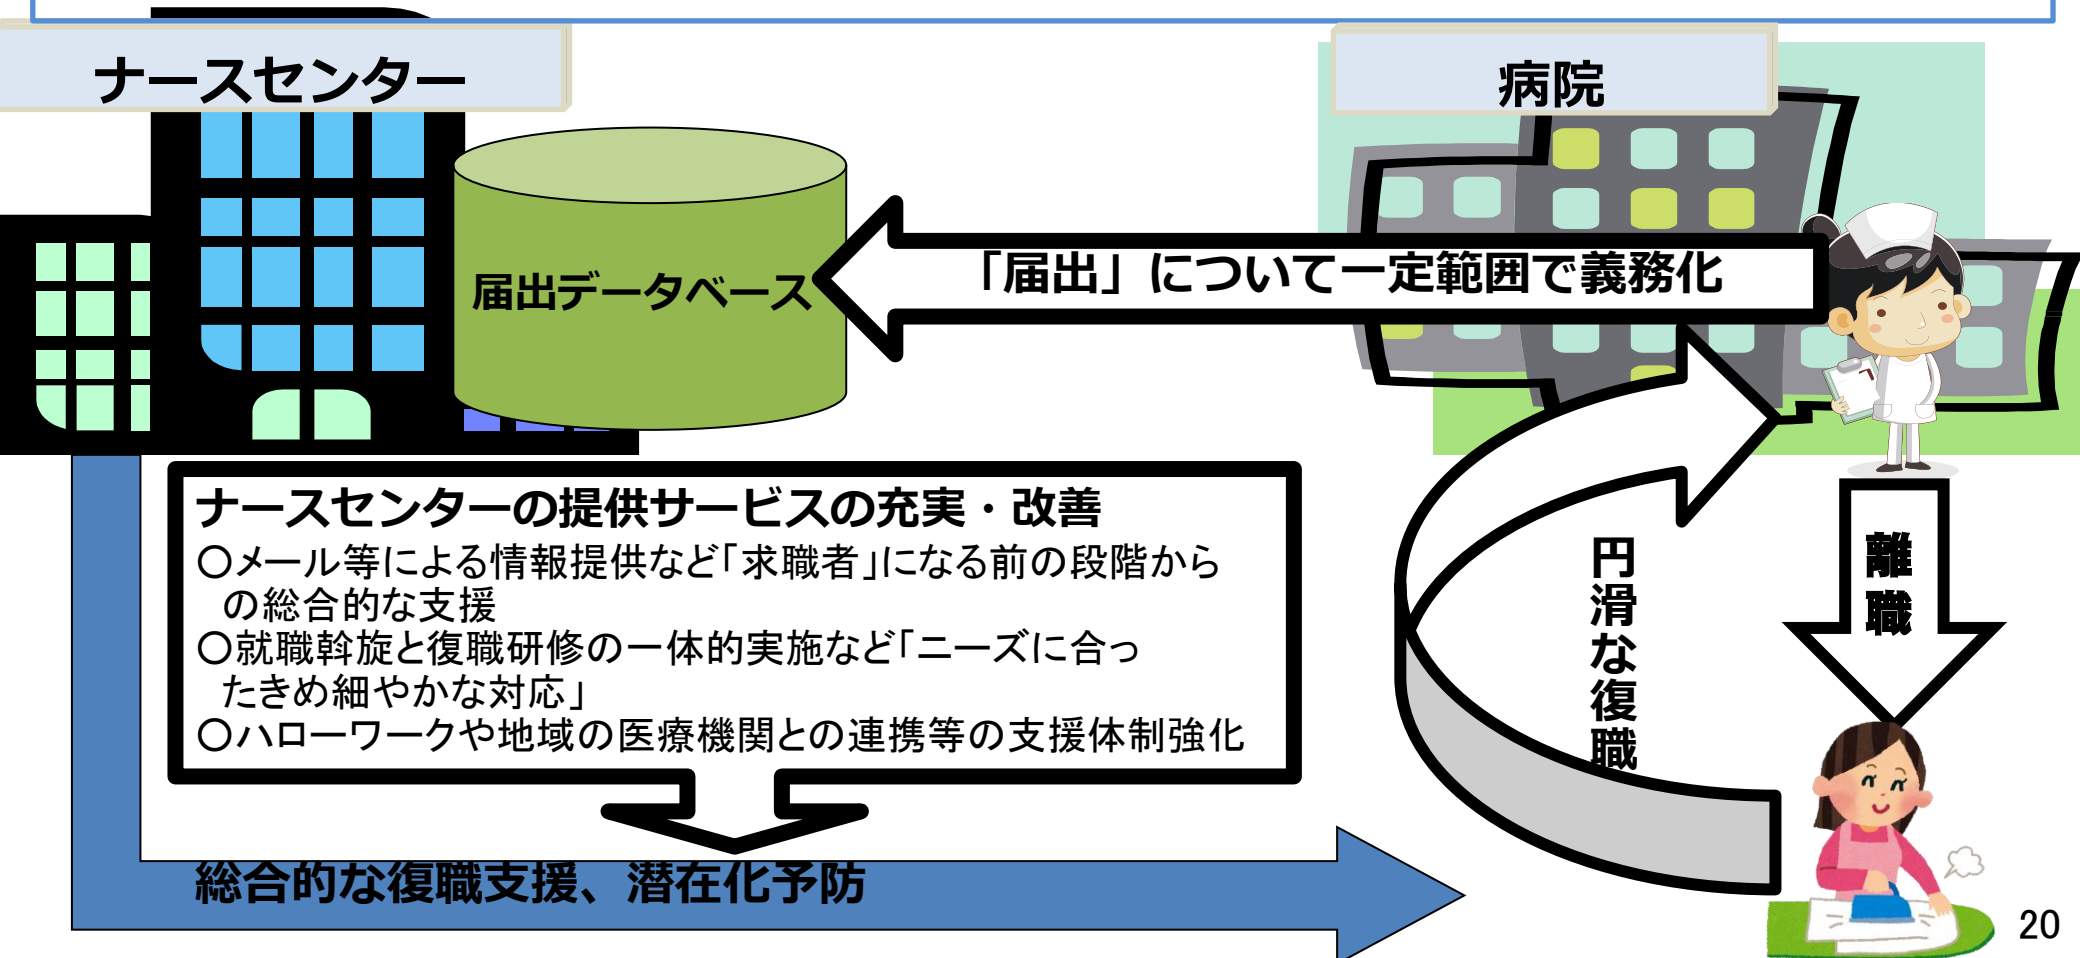 ナースセンター
病院
届出データベース
「届出」について一定範囲で義務化
ナースセンターの提供サービスの充実・改善
○メール等による情報提供など「求職者」になる前の段階から
の総合的な支援
○就職斡旋と復職研修の一体的実施など「ニーズに合っ
たきめ細やかな対応」
○ハローワークや地域の医療機関との連携等の支援体制強化
円滑な復職
離職
総合的な復職支援、潜在化予防
20